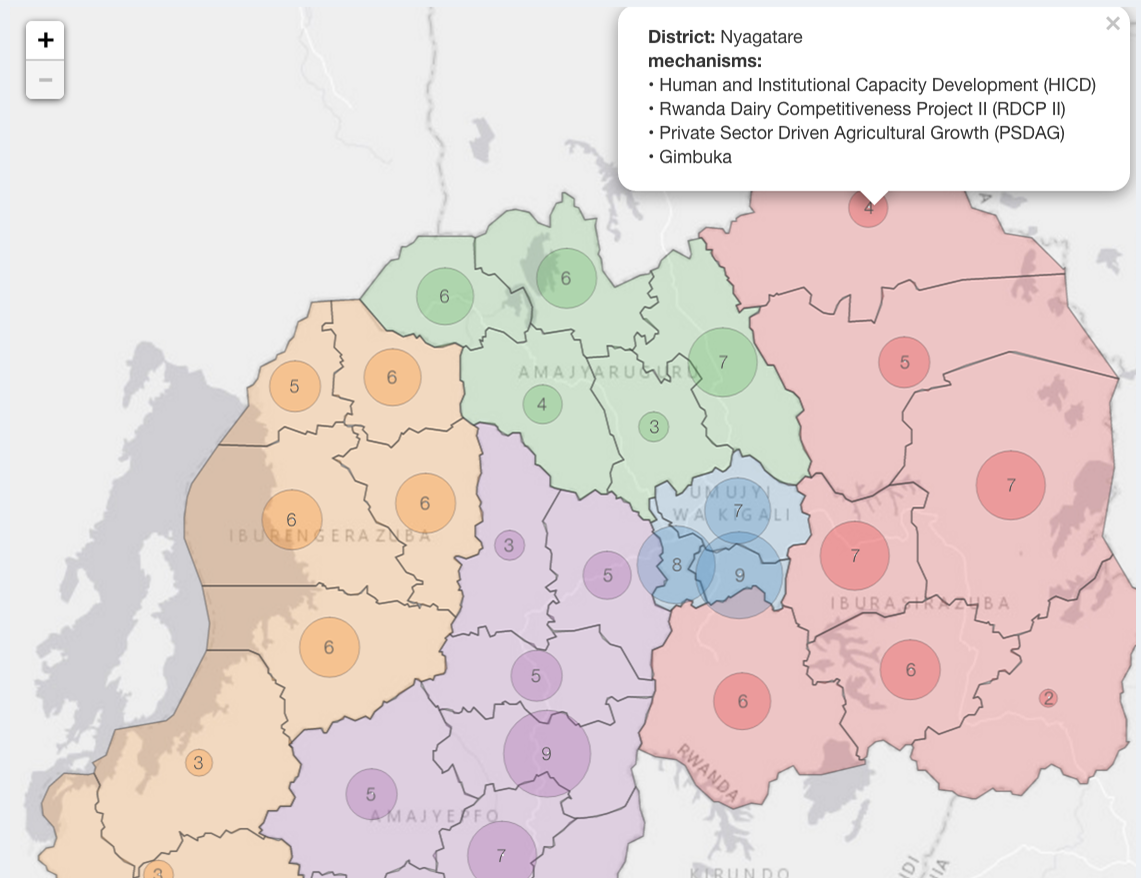 +
−
×
District: Nyagatare
mechanisms:
• Human and Institutional Capacity Development (HICD)
• Rwanda Dairy Competitiveness Project II (RDCP II)
• Private Sector Driven Agricultural Growth (PSDAG)
• Gimbuka
4
6
6
7
5
AMAJYARUGURU
5
6
4
3
7
6
6
UMUJYI
WA KIGALI
7
IBURENGERAZUBA
3
5
8
9
7
IBURASIRAZUBA
6
5
6
6
2
9
RWANDA
3
5
AMAJYEPFO
7
3
KIRUNDO